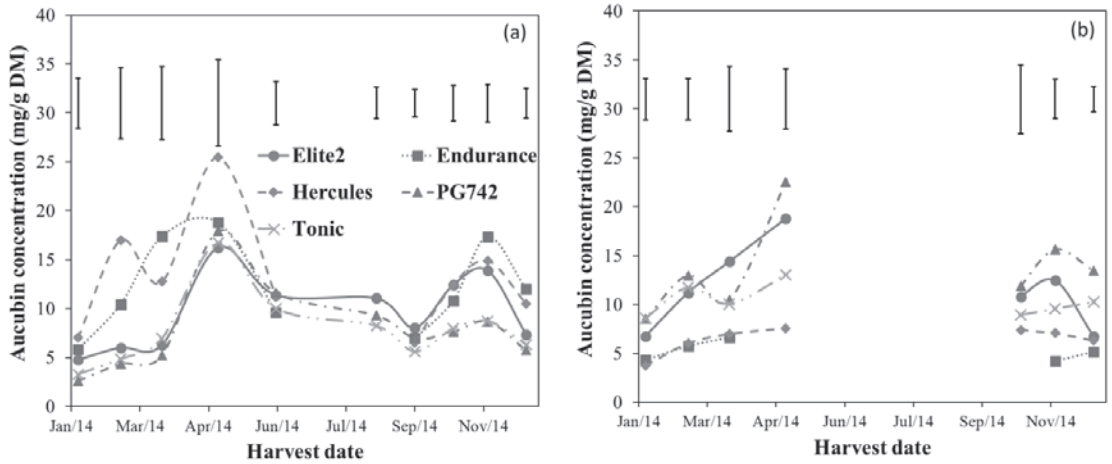 (a)
Aucubin concentration (mg/g DM)
40
35
30
25
20
15
10
5
0
Elite2
Endurance
Hercules
PG742
Tonic
Jan/14 Mar/14 Apr/14 Jun/14 Jul/14 Sep/14 Nov/14
Harvest date
(b)
Aucubin concentration (mg/g DM)
40
35
30
25
20
15
10
5
0
Jan/14 Mar/14 Apr/14 Jun/14 Jul/14 Sep/14 Nov/14
Harvest date